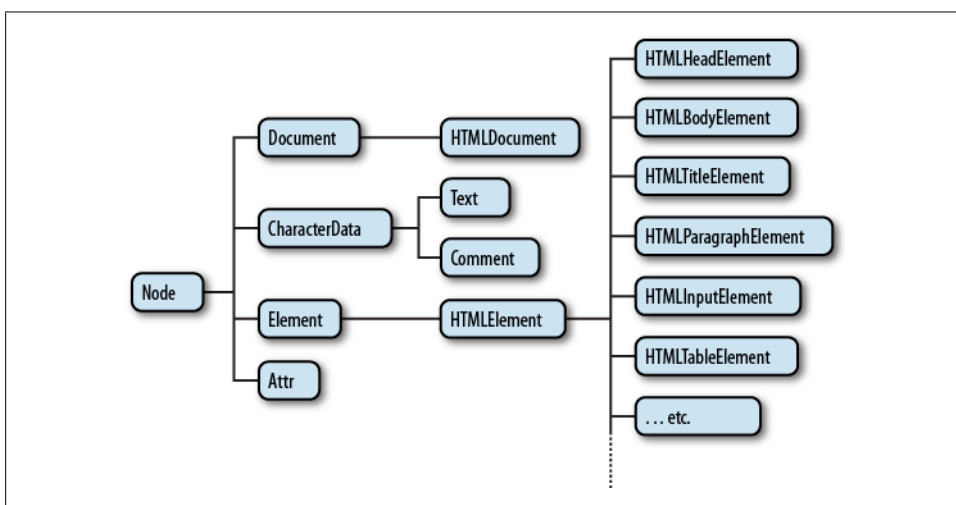 HTMLHeadElement
HTMLBodyElement
Document
HTMLDocument
HTMLTitleElement
Text
CharacterData
HTMLParagraphElement
Comment
Node
HTMLInputElement
Element
HTMLElement
HTMLTableElement
Attr
. . . etc.